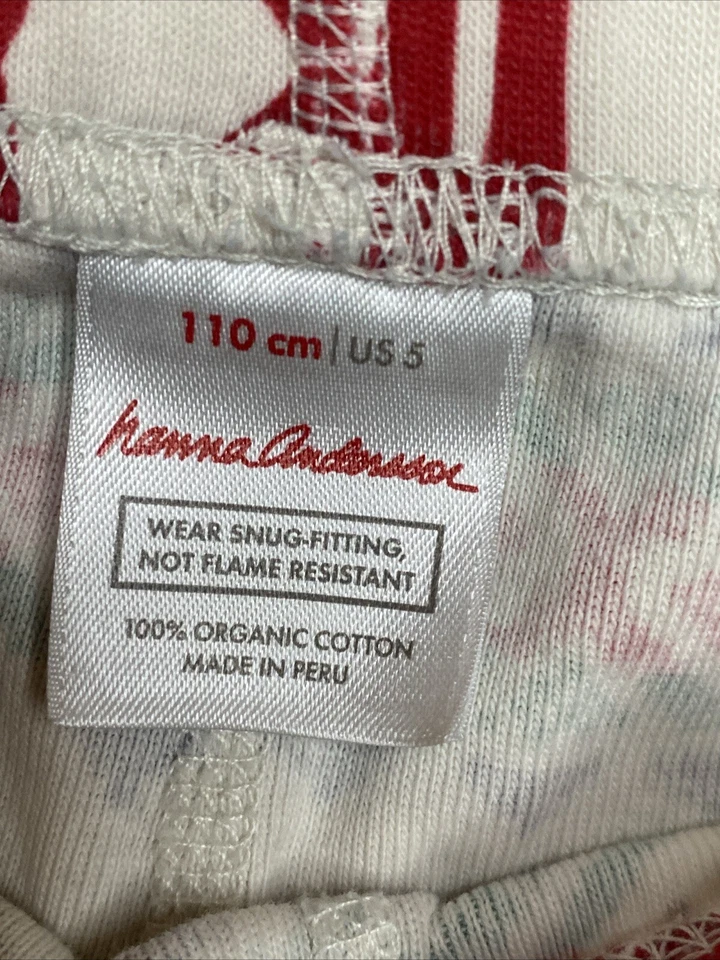 110 cm | US 5
hanna Andersson
WEAR SNUG-FITTING,
NOT FLAME RESISTANT
100% ORGANIC COTTON
MADE IN PERU